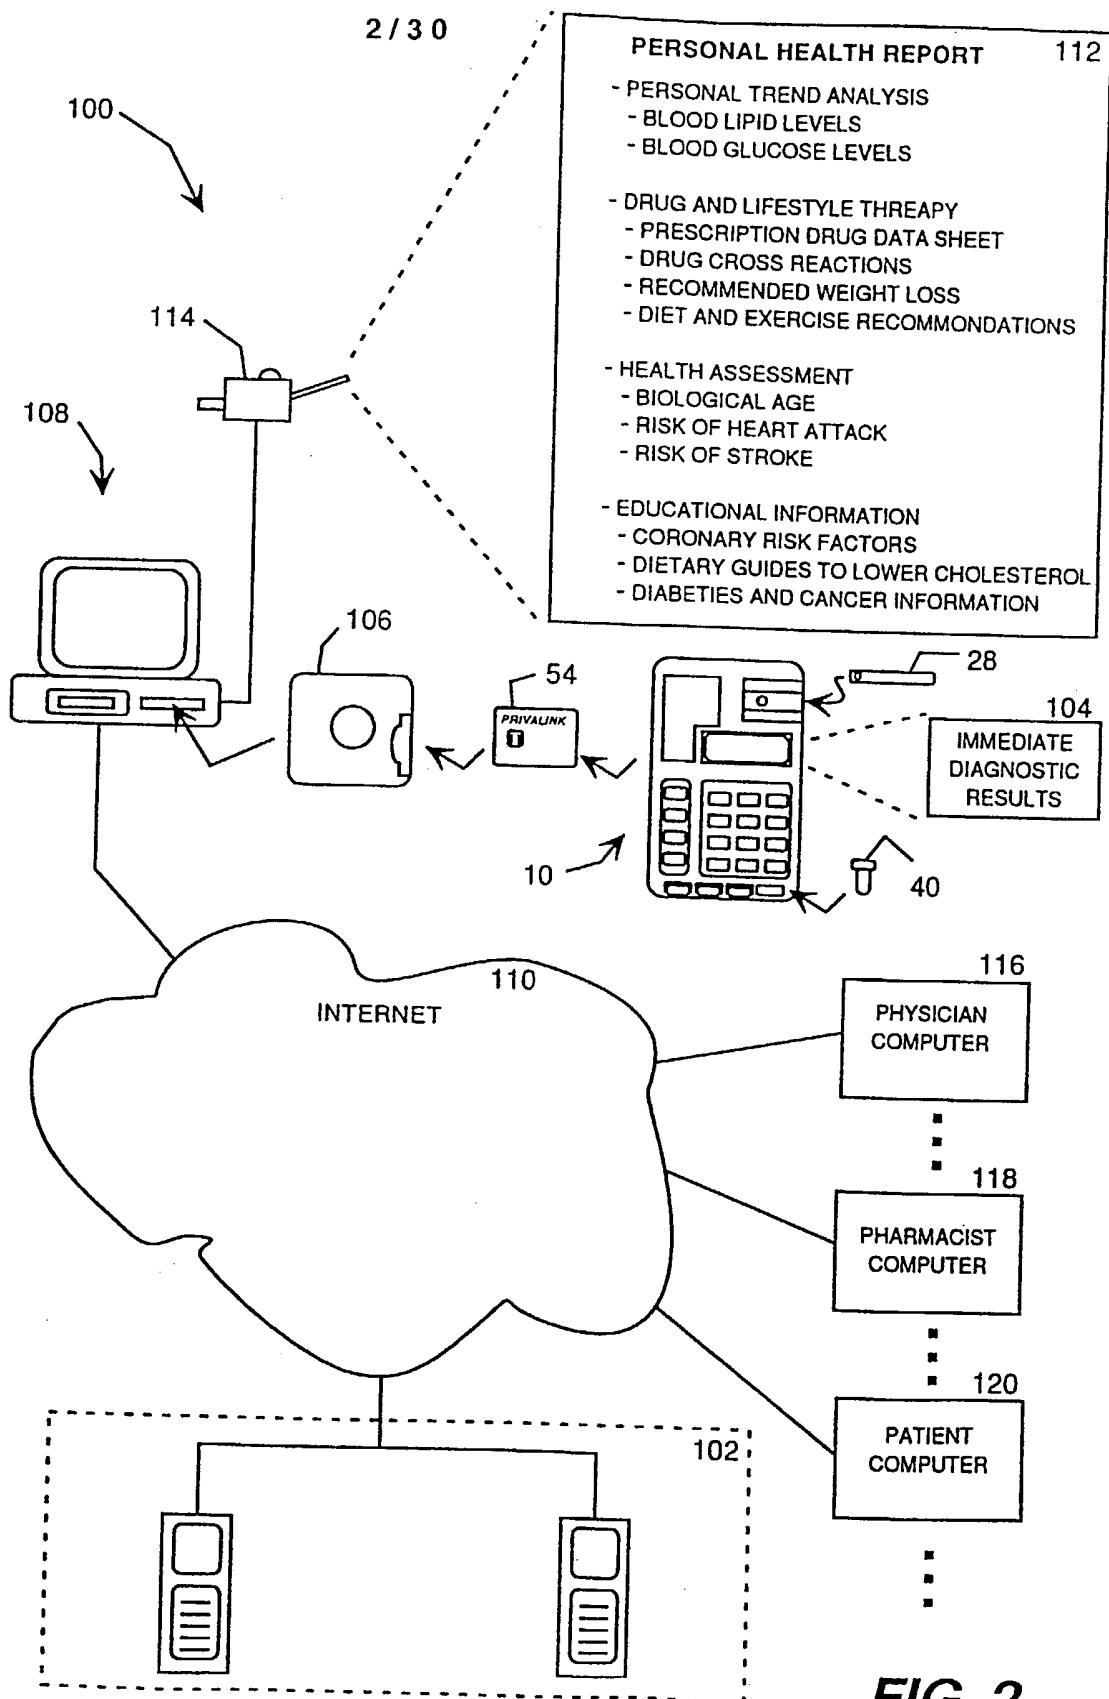 2/30
PERSONAL HEALTH REPORT 112
- PERSONAL TREND ANALYSIS
- BLOOD LIPID LEVELS
- BLOOD GLUCOSE LEVELS
- DRUG AND LIFESTYLE THREAPY
- PRESCRIPTION DRUG DATA SHEET
- DRUG CROSS REACTIONS
- RECOMMENDED WEIGHT LOSS
- DIET AND EXERCISE RECOMMONDATIONS
- HEALTH ASSESSMENT
- BIOLOGICAL AGE
- RISK OF HEART ATTACK
- RISK OF STROKE
- EDUCATIONAL INFORMATION
- CORONARY RISK FACTORS
- DIETARY GUIDES TO LOWER CHOLESTEROL
- DIABETIES AND CANCER INFORMATION
100
114
108
106
54
PRIVALINK
28
104
IMMEDIATE
DIAGNOSTIC
RESULTS
10
40
110
INTERNET
116
PHYSICIAN
COMPUTER
118
PHARMACIST
COMPUTER
120
PATIENT
COMPUTER
102
FIG. 2